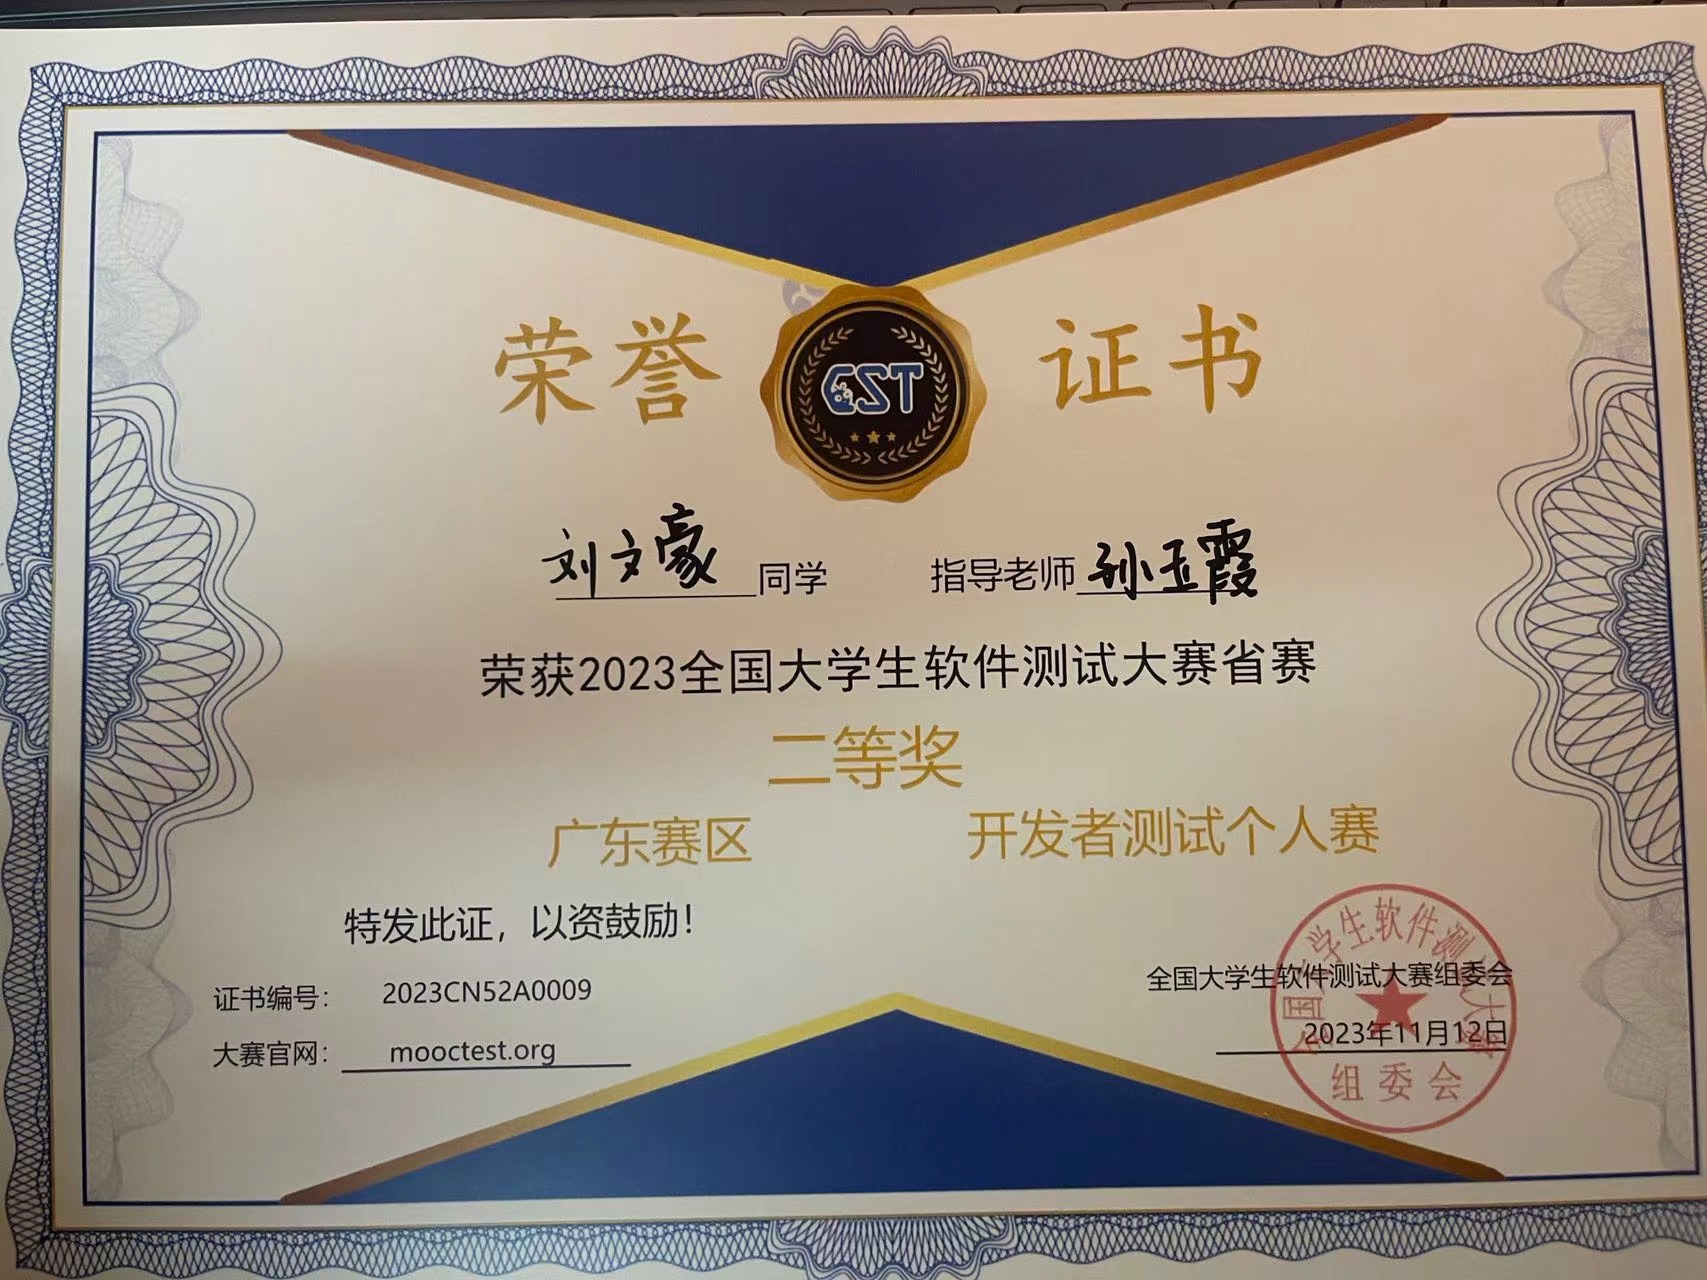 荣誉 证书
CST
刘文豪同学 指导老师孙玉霞
荣获2023全国大学生软件测试大赛省赛
二等奖
广东赛区 开发者测试个人赛
特发此证，以资鼓励！
证书编号： 2023CN52A0009
大赛官网： mooctest.org
全国大学生软件测试大赛组委会
2023年11月12日
全国大学生软件测试大赛
组委会